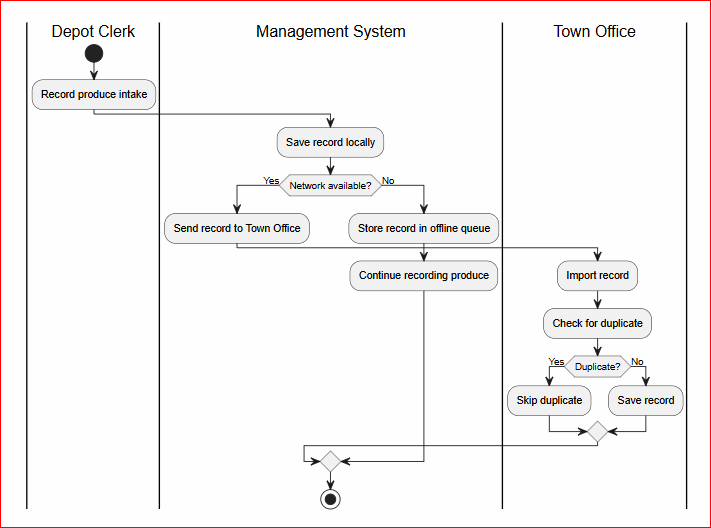 Depot Clerk
Management System
Town Office
Record produce intake
Save record locally
Yes
Network available?
No
Send record to Town Office
Store record in offline queue
Continue recording produce
Import record
Check for duplicate
Yes
Duplicate?
No
Skip duplicate
Save record